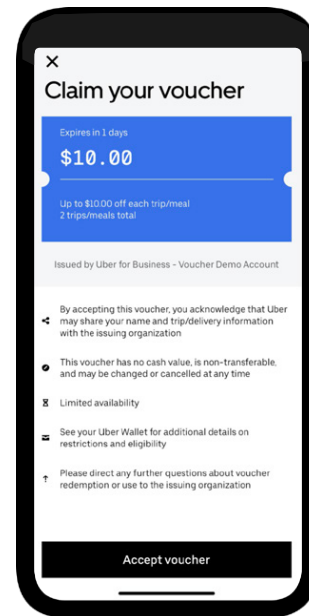 Claim your voucher
Expires in 1 days
$10.00
Up to $10.00 off each trip/meal
2 trips/meals total
Issued by Uber for Business - Voucher Demo Account
By accepting this voucher, you acknowledge that Uber
may share your name and trip/delivery information
with the issuing organization
This voucher has no cash value, is non-transferable,
and may be changed or cancelled at any time
Limited availability
See your Uber Wallet for additional details on
restrictions and eligibility
Please direct any further questions about voucher
redemption or use to the issuing organization
Accept voucher